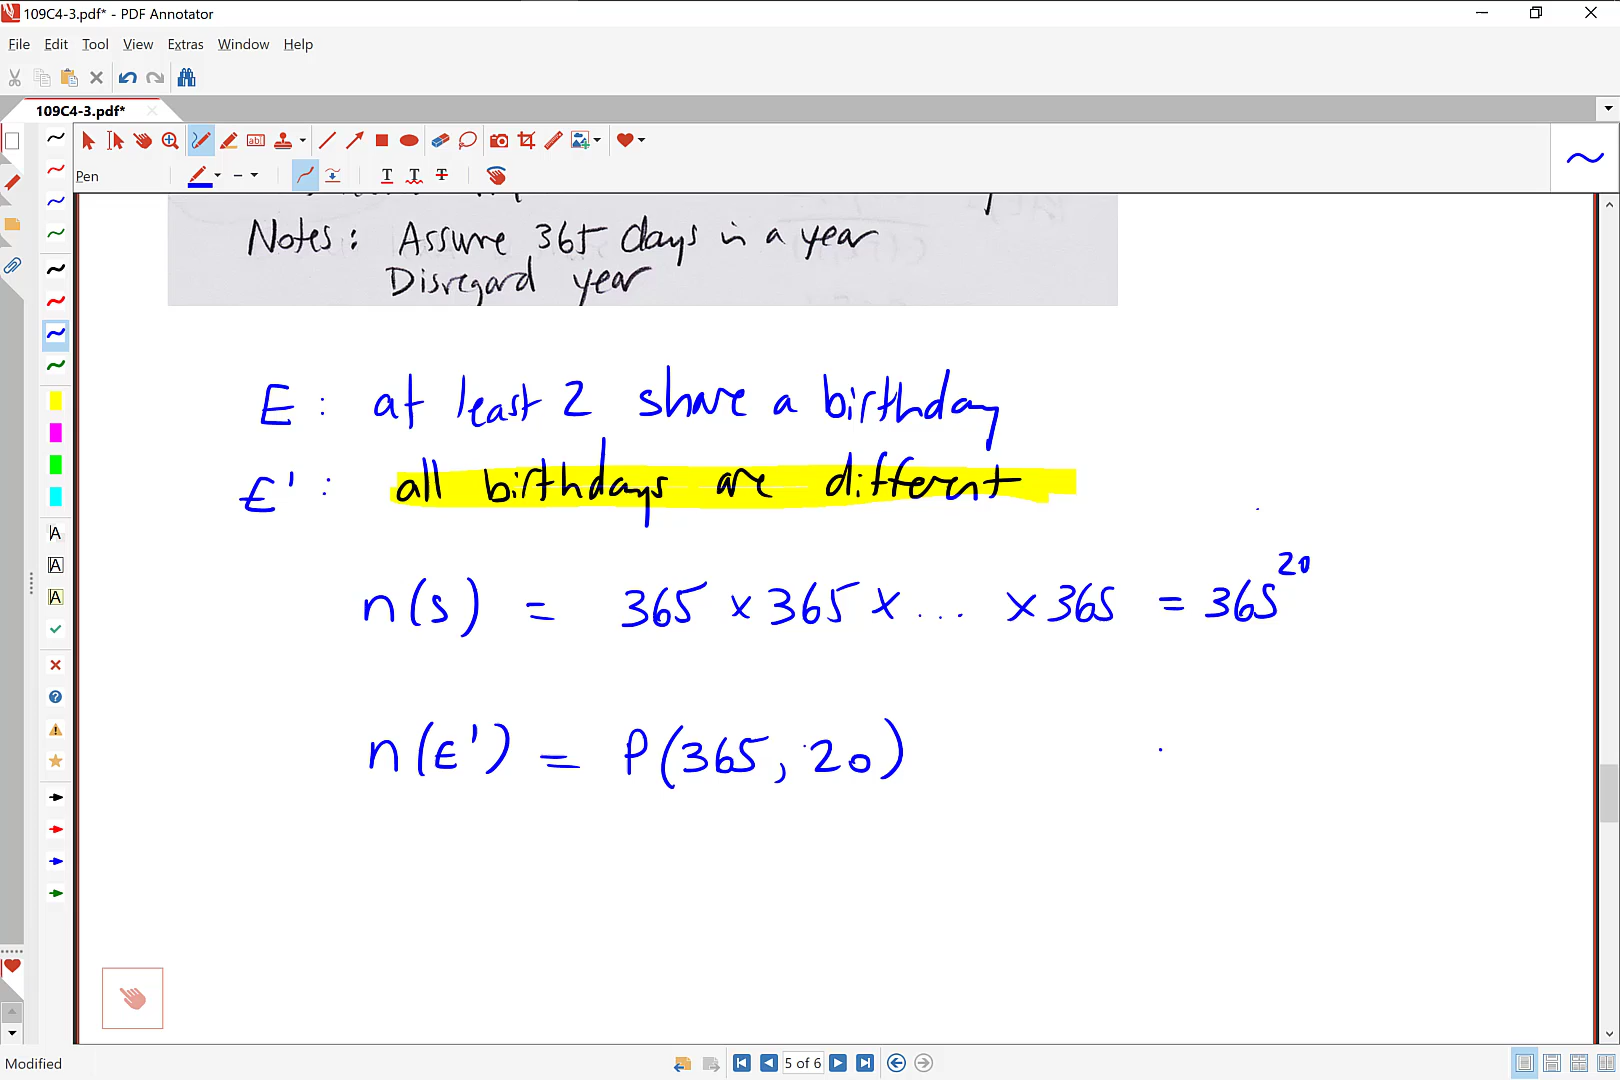 109C4-3.pdf* - PDF Annotator
File Edit Tool View Extras Window Help
109C4-3.pdf*
Pen
Notes: Assume 365 days in a year
Disregard year
E : at least 2 share a birthday
E' : all birthdays are different
n(s) = 365 × 365 × ... × 365 = 365^20
n(E') = P(365, 20)
Modified
5 of 6